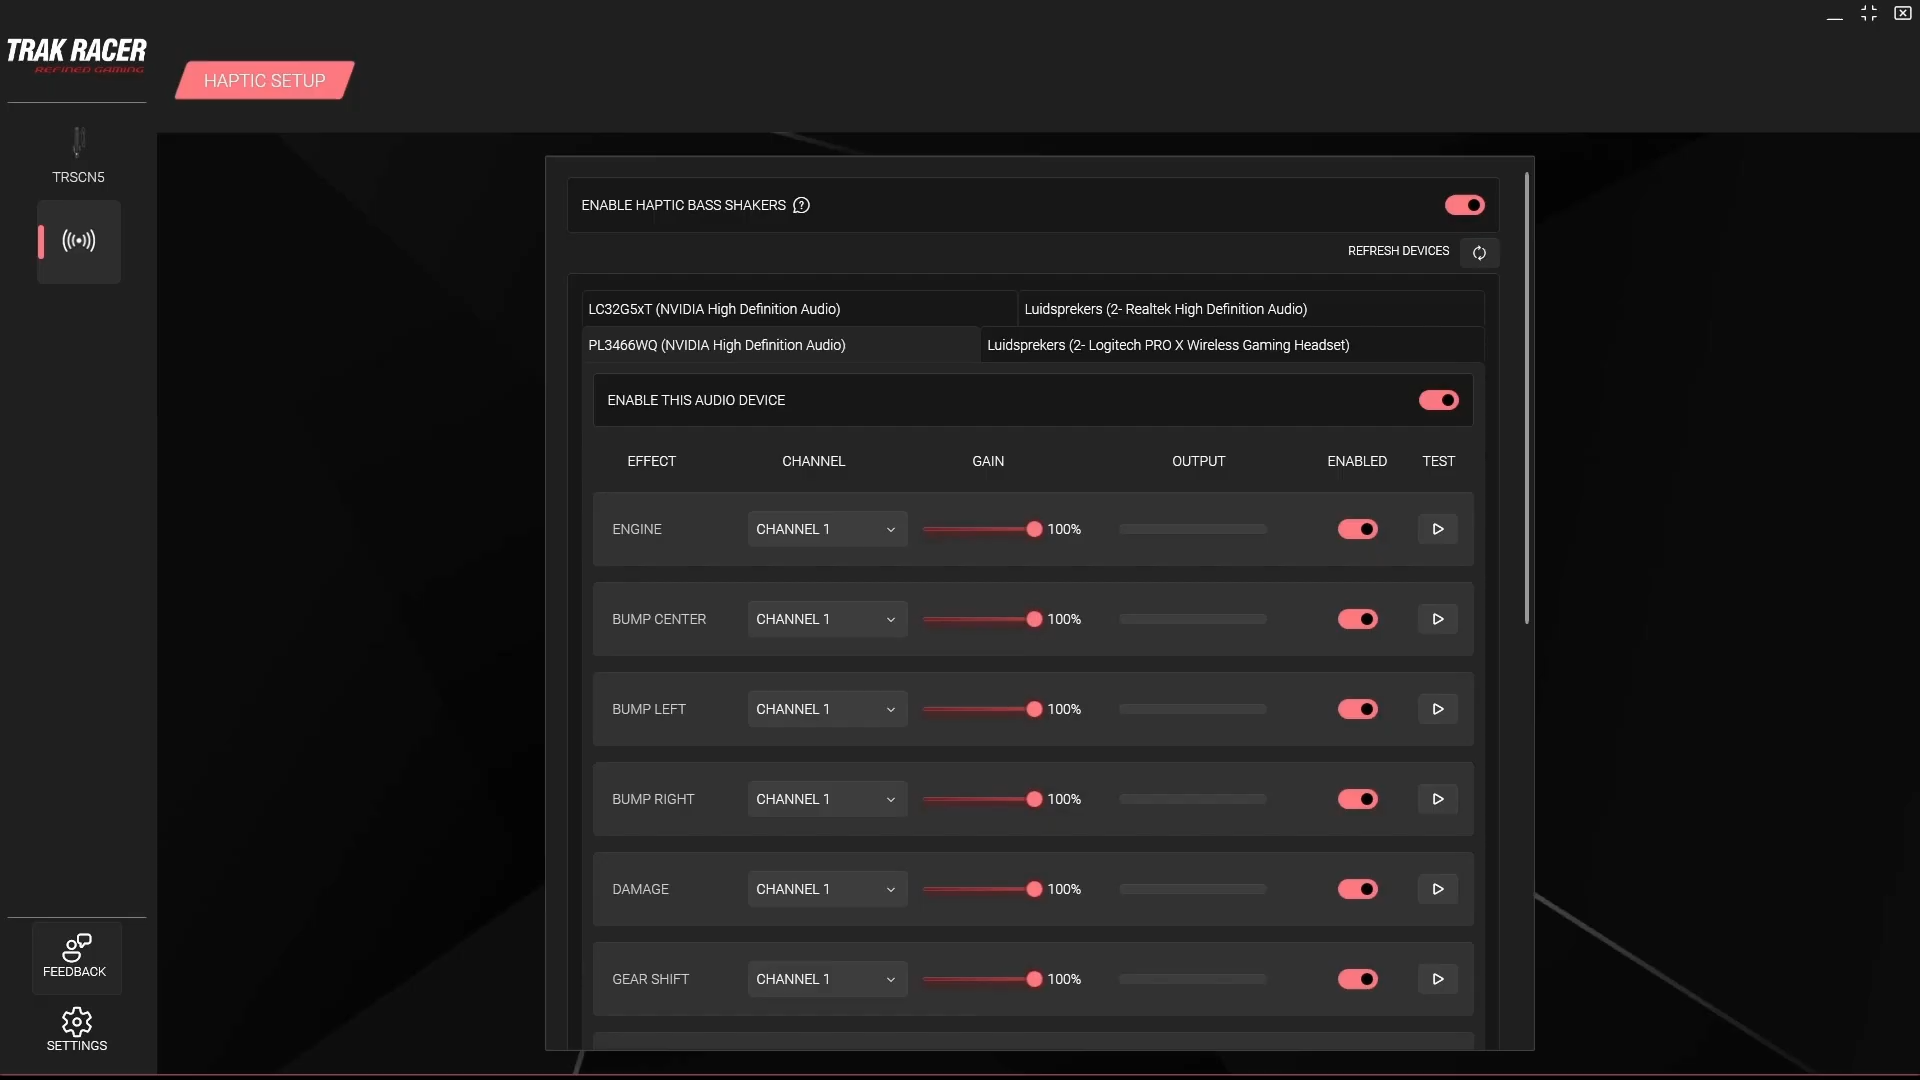 TRAK RACER
REFINED GAMING
HAPTIC SETUP
TRSCN5
ENABLE HAPTIC BASS SHAKERS
REFRESH DEVICES
LC32G5xT (NVIDIA High Definition Audio)
Luidsprekers (2- Realtek High Definition Audio)
PL3466WQ (NVIDIA High Definition Audio)
Luidsprekers (2- Logitech PRO X Wireless Gaming Headset)
ENABLE THIS AUDIO DEVICE
EFFECT CHANNEL GAIN OUTPUT ENABLED TEST
ENGINE CHANNEL 1 100%
BUMP CENTER CHANNEL 1 100%
BUMP LEFT CHANNEL 1 100%
BUMP RIGHT CHANNEL 1 100%
DAMAGE CHANNEL 1 100%
GEAR SHIFT CHANNEL 1 100%
FEEDBACK
SETTINGS